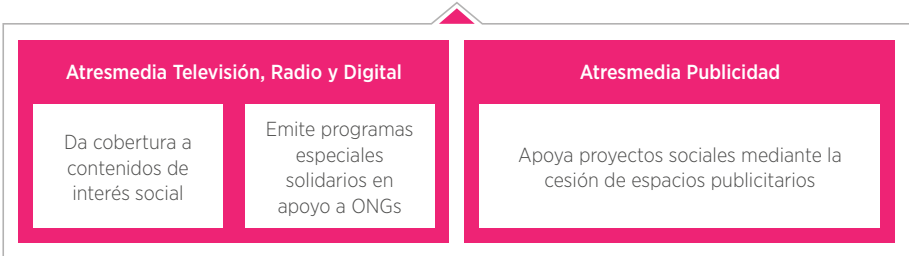 Atresmedia Televisión, Radio y Digital
Da cobertura a
contenidos de
interés social
Emite programas
especiales
solidarios en
apoyo a ONGs
Atresmedia Publicidad
Apoya proyectos sociales mediante la
cesión de espacios publicitarios